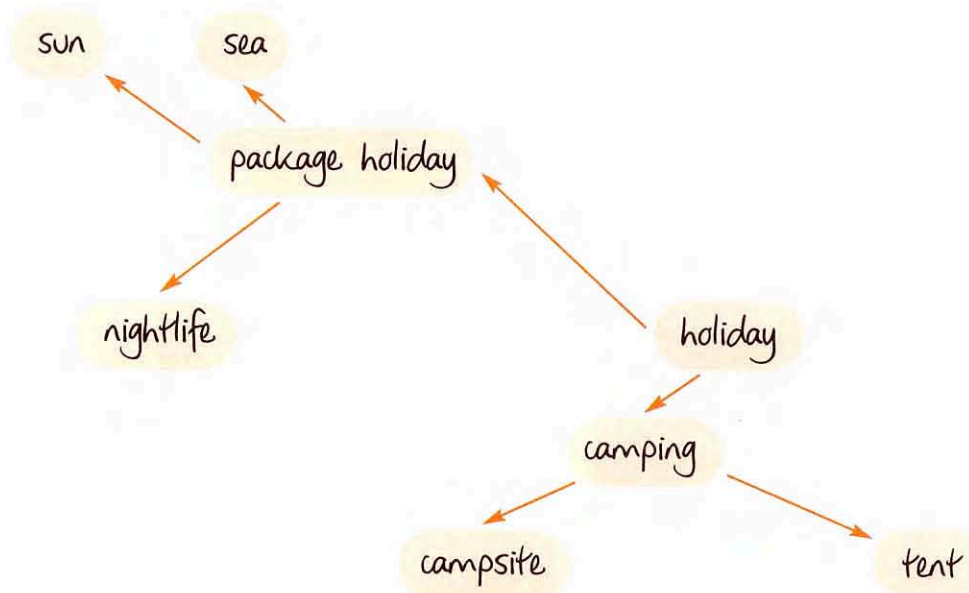 sun
sea
package holiday
nightlife
holiday
camping
campsite
tent